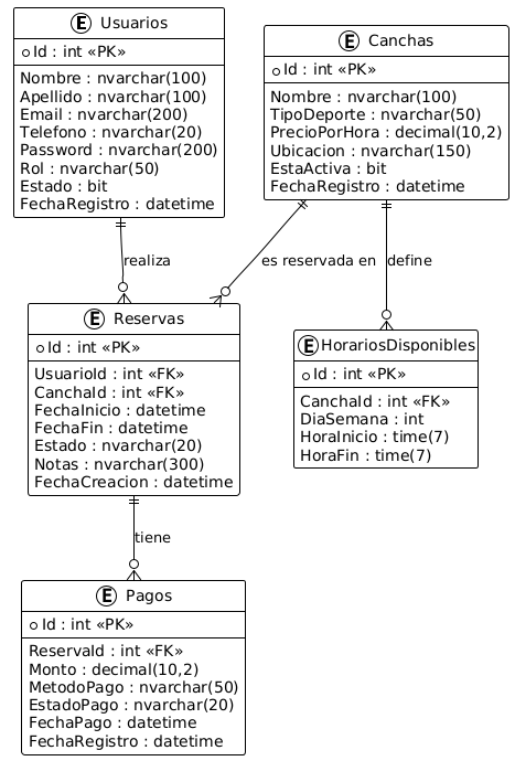 E Usuarios
Id : int «PK»
Nombre : nvarchar(100)
Apellido : nvarchar(100)
Email : nvarchar(200)
Telefono : nvarchar(20)
Password : nvarchar(200)
Rol : nvarchar(50)
Estado : bit
FechaRegistro : datetime
E Canchas
Id : int «PK»
Nombre : nvarchar(100)
TipoDeporte : nvarchar(50)
PrecioPorHora : decimal(10,2)
Ubicacion : nvarchar(150)
EstaActiva : bit
FechaRegistro : datetime
realiza
es reservada en
define
E Reservas
Id : int «PK»
UsuarioId : int «FK»
CanchaId : int «FK»
FechaInicio : datetime
FechaFin : datetime
Estado : nvarchar(20)
Notas : nvarchar(300)
FechaCreacion : datetime
E HorariosDisponibles
Id : int «PK»
CanchaId : int «FK»
DiaSemana : int
HoraInicio : time(7)
HoraFin : time(7)
tiene
E Pagos
Id : int «PK»
ReservaId : int «FK»
Monto : decimal(10,2)
MetodoPago : nvarchar(50)
EstadoPago : nvarchar(20)
FechaPago : datetime
FechaRegistro : datetime